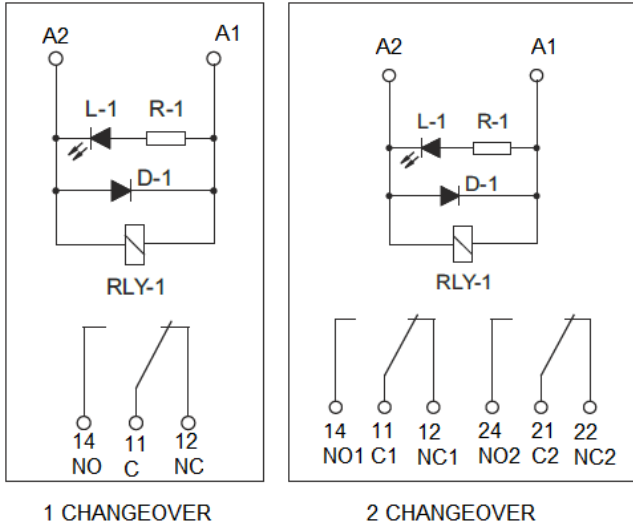 A2 A1
L-1 R-1
D-1
RLY-1
14 11 12
NO C NC
1 CHANGEOVER
A2 A1
L-1 R-1
D-1
RLY-1
14 11 12 24 21 22
NO1 C1 NC1 NO2 C2 NC2
2 CHANGEOVER